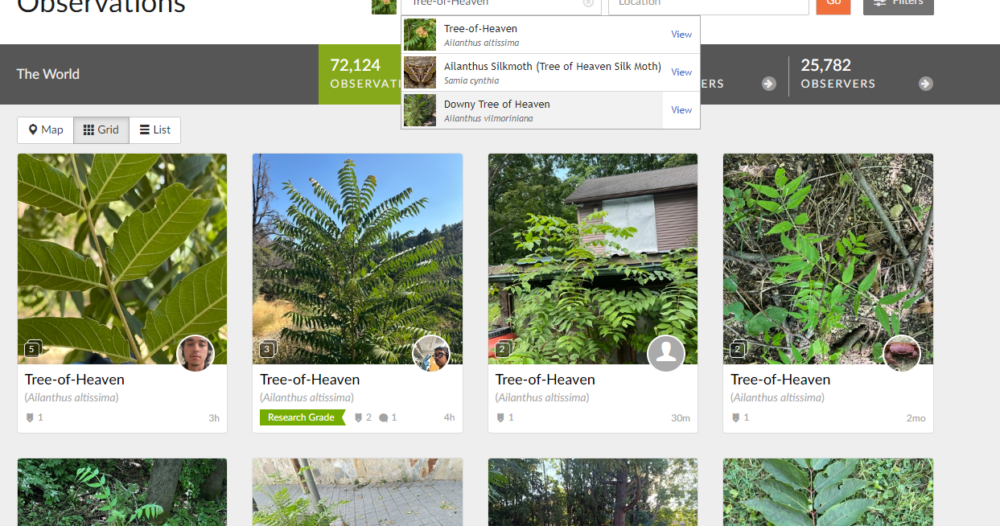 Observations
Tree-of-Heaven
Location
Go
Filters
Tree-of-Heaven
Ailanthus altissima
View
Ailanthus Silkmoth (Tree of Heaven Silk Moth)
Samia cynthia
View
Downy Tree of Heaven
Ailanthus vilmoriniana
View
The World
72,124
OBSERVATI
ERS
25,782
OBSERVERS
Map
Grid
List
5
3
2
2
Tree-of-Heaven
(Ailanthus altissima)
1
3h
Tree-of-Heaven
(Ailanthus altissima)
Research Grade
2
1
4h
Tree-of-Heaven
(Ailanthus altissima)
1
30m
Tree-of-Heaven
(Ailanthus altissima)
1
2mo